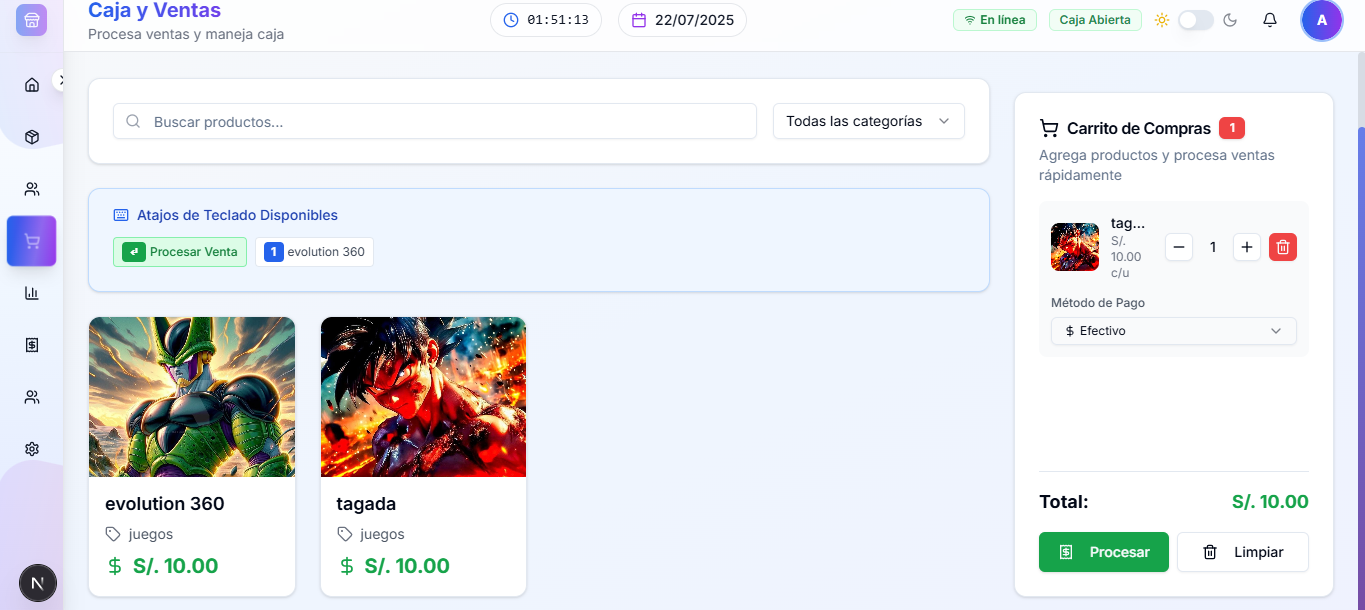 Caja y Ventas
Procesa ventas y maneja caja
01:51:13
22/07/2025
En línea
Caja Abierta
A
Buscar productos...
Todas las categorías
Atajos de Teclado Disponibles
↵ Procesar Venta
1 evolution 360
evolution 360
juegos
$ S/. 10.00
tagada
juegos
$ S/. 10.00
Carrito de Compras 1
Agrega productos y procesa ventas
rápidamente
tag...
S/.
10.00
c/u
1
Método de Pago
$ Efectivo
Total: S/. 10.00
Procesar
Limpiar
N